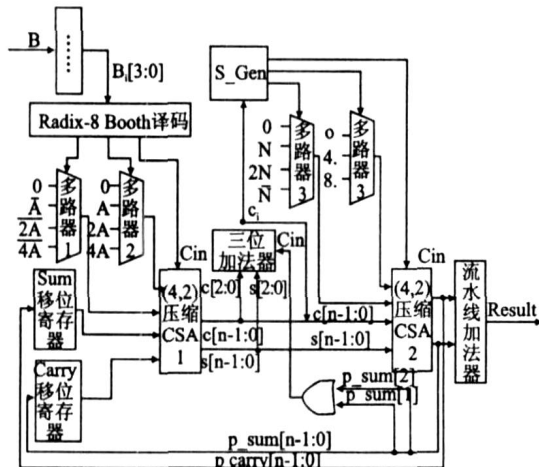 B
B_i[3:0]
Radix-8 Booth译码
S_Gen
0
Ā
2A̅
4A̅
多路器1
0
A
2A
4A
多路器2
0
N
2N
N̅
多路器3
o
4.
8.
多路器3
c_i
Cin
三位加法器
Cin
Cin
Sum移位寄存器
Carry移位寄存器
(4,2)压缩CSA1
c[2:0]
s[2:0]
c[n-1:0]
s[n-1:0]
c[n-1:0]
s[n-1:0]
(4,2)压缩CSA2
流水线加法器
Result
p_sum[2]
p_sum[1]
p_sum[n-1:0]
p_carry[n-1:0]